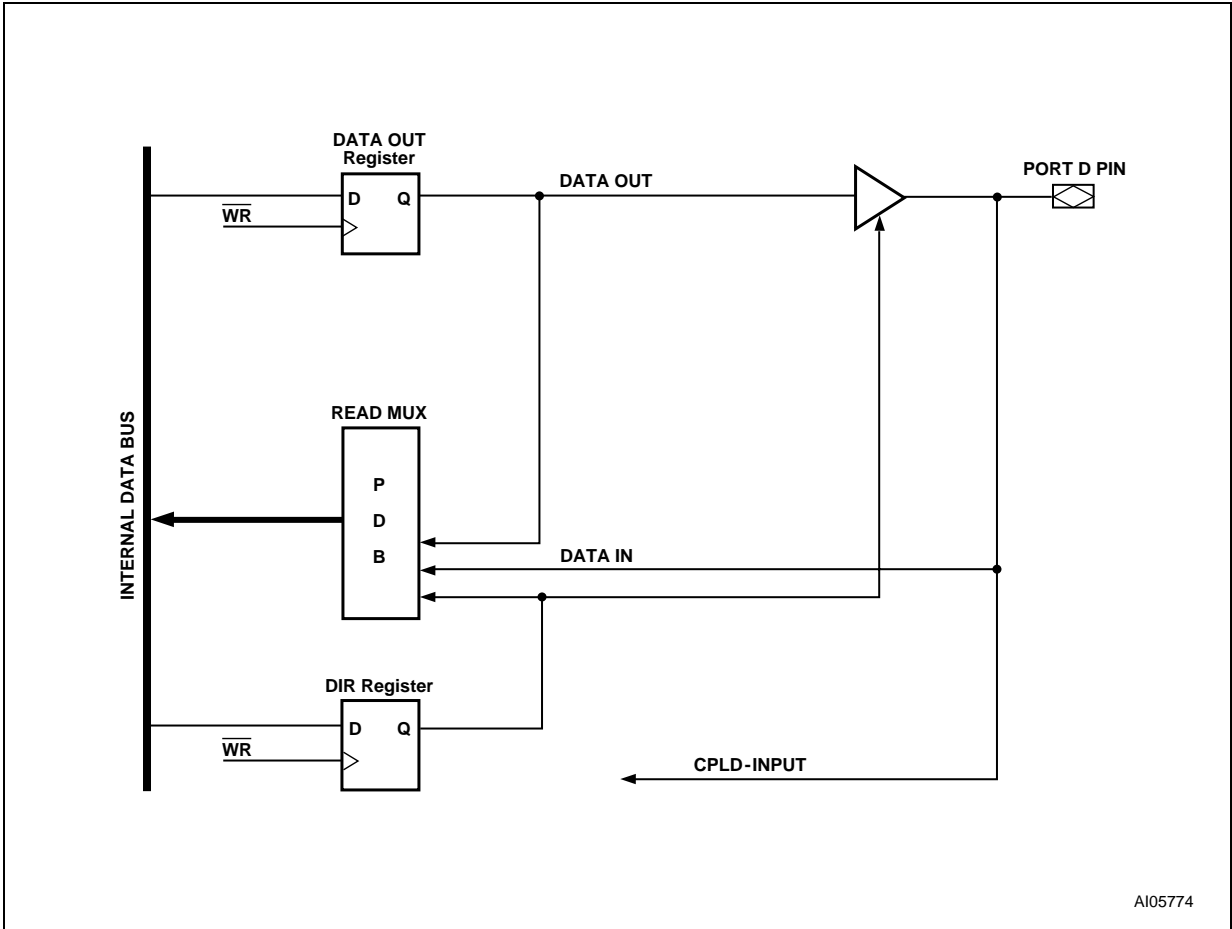 DATA OUT
Register
D Q
WR
DATA OUT
PORT D PIN
INTERNAL DATA BUS
READ MUX
P
D
B
DATA IN
DIR Register
D Q
WR
CPLD-INPUT
AI05774